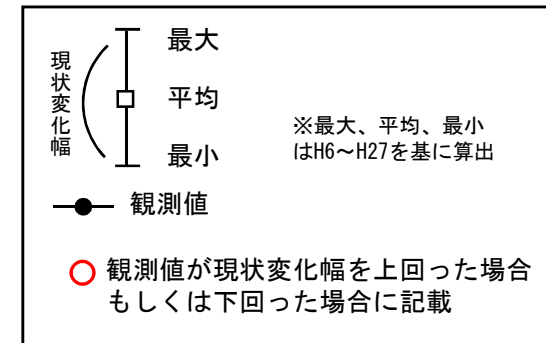 現状変化幅
最大
平均
最小
※最大、平均、最小
はH6~H27を基に算出
観測値
観測値が現状変化幅を上回った場合
もしくは下回った場合に記載